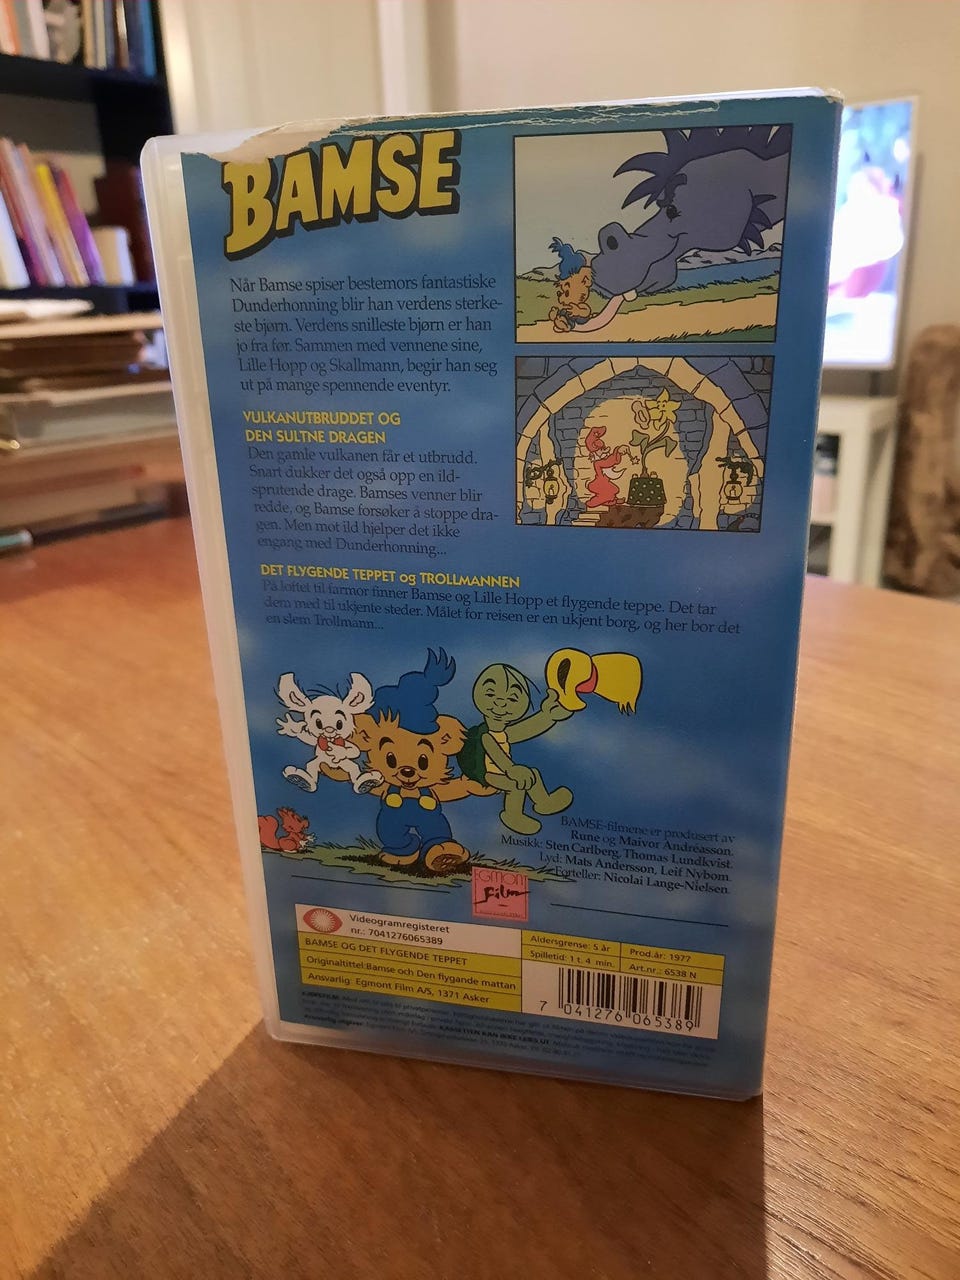 BAMSE
Når Bamse spiser bestemors fantastiske
Dunderhonning blir han verdens sterke-
ste bjørn. Verdens snilleste bjørn er han
jo fra før. Sammen med vennene sine,
Lille Hopp og Skallmann, begir han seg
ut på mange spennende eventyr.
VULKANUTBRUDDET OG
DEN SULTNE DRAGEN
Den gamle vulkanen får et utbrudd.
Snart dukker det også opp en ild-
sprutende drage. Bamses venner blir
redde, og Bamse forsøker å stoppe dra-
gen. Men mot ild hjelper det ikke
engang med Dunderhonning...
DET FLYGENDE TEPPET og TROLLMANNEN
På loftet til farmor finner Bamse og Lille Hopp et flygende teppe. Det tar
dem med til ukjente steder. Målet for reisen er en ukjent borg, og her bor det
en slem Trollmann...
BAMSE-filmene er produsert av
Rune og Maivor Andréasson.
Musikk: Sten Carlberg, Thomas Lundkvist.
Lyd: Mats Andersson, Leif Nybom.
Forteller: Nicolai Lange-Nielsen.
EGMONT
Film
Videogramregisteret
nr.: 7041276065389
BAMSE OG DET FLYGENDE TEPPET
Originaltittel: Bamse och Den flygande mattan
Ansvarlig: Egmont Film A/S, 1371 Asker
Aldersgrense: 5 år
Prod.år: 1977
Spilletid: 1 t. 4 min.
Art.nr.: 6538 N
7 041276 065389